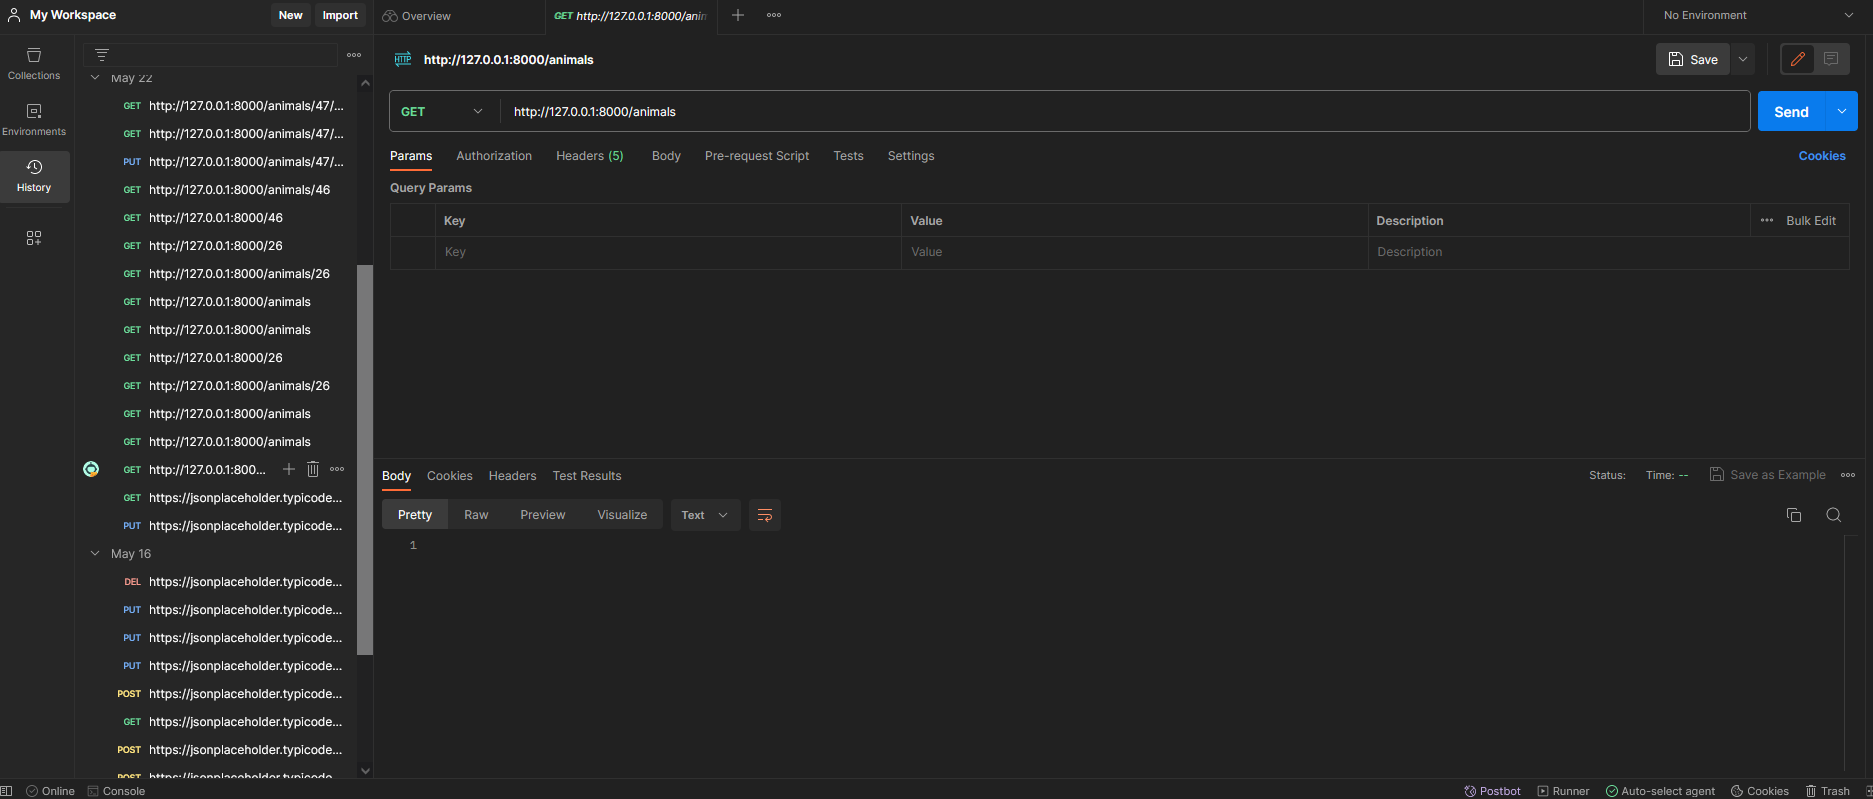 My Workspace
New
Import
Overview
GET http://127.0.0.1:8000/anim
No Environment
Collections
Environments
History
May 22
GET http://127.0.0.1:8000/animals/47/...
GET http://127.0.0.1:8000/animals/47/...
PUT http://127.0.0.1:8000/animals/47/...
GET http://127.0.0.1:8000/animals/46
GET http://127.0.0.1:8000/46
GET http://127.0.0.1:8000/26
GET http://127.0.0.1:8000/animals/26
GET http://127.0.0.1:8000/animals
GET http://127.0.0.1:8000/animals
GET http://127.0.0.1:8000/26
GET http://127.0.0.1:8000/animals/26
GET http://127.0.0.1:8000/animals
GET http://127.0.0.1:8000/animals
GET http://127.0.0.1:800...
GET https://jsonplaceholder.typicode...
PUT https://jsonplaceholder.typicode...
May 16
DEL https://jsonplaceholder.typicode...
PUT https://jsonplaceholder.typicode...
PUT https://jsonplaceholder.typicode...
PUT https://jsonplaceholder.typicode...
POST https://jsonplaceholder.typicode...
GET https://jsonplaceholder.typicode...
POST https://jsonplaceholder.typicode...
POST https://jsonplaceholder.typicode...
HTTP http://127.0.0.1:8000/animals
Save
GET http://127.0.0.1:8000/animals
Send
Params Authorization Headers (5) Body Pre-request Script Tests Settings Cookies
Query Params
Key Value Description Bulk Edit
Key Value Description
Body Cookies Headers Test Results Status: Time: -- Save as Example
Pretty Raw Preview Visualize Text
1
Online Console Postbot Runner Auto-select agent Cookies Trash